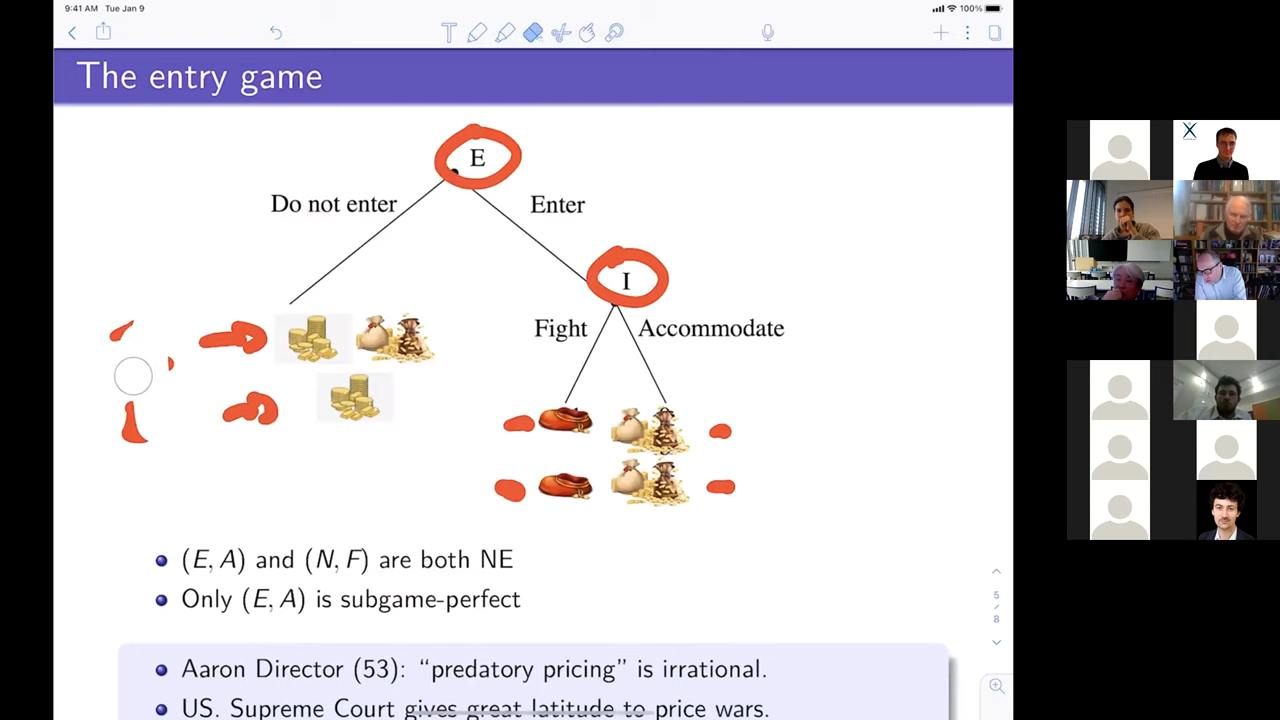 9:41 AM Tue Jan 9
100%
The entry game
E
Do not enter
Enter
I
Fight
Accommodate
(E, A) and (N, F) are both NE
Only (E, A) is subgame-perfect
5
/
8
Aaron Director (53): “predatory pricing” is irrational.
US. Supreme Court gives great latitude to price wars.